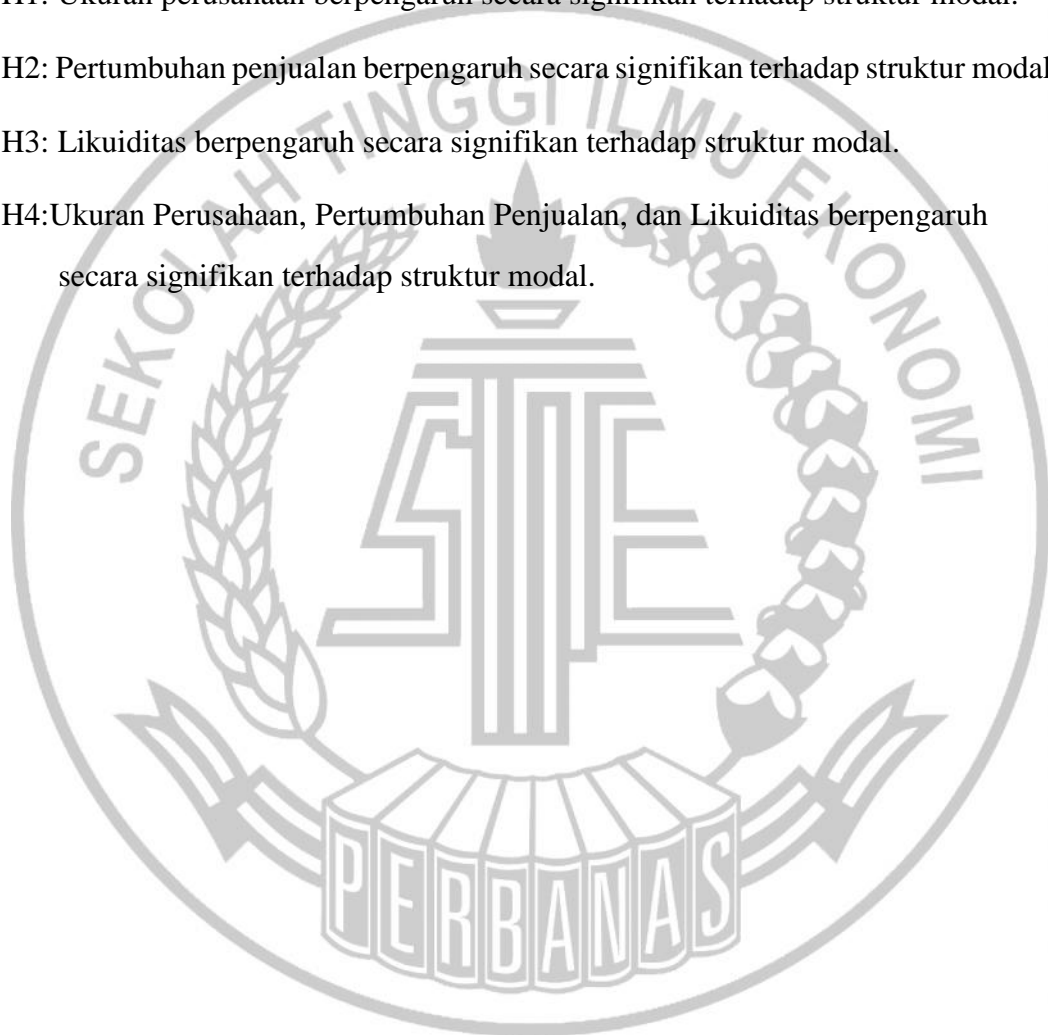 H1: Ukuran perusahaan berpengaruh secara signifikan terhadap struktur modal.
H2: Pertumbuhan penjualan berpengaruh secara signifikan terhadap struktur modal
H3: Likuiditas berpengaruh secara signifikan terhadap struktur modal.
H4:Ukuran Perusahaan, Pertumbuhan Penjualan, dan Likuiditas berpengaruh
secara signifikan terhadap struktur modal.
SEKOLAH TINGGI ILMU EKONOMI
STIE
PERBANAS